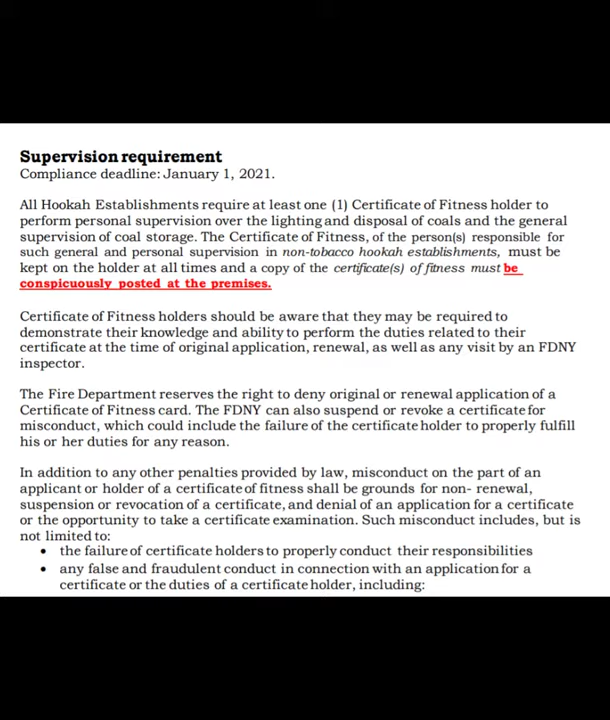 Supervision requirement
Compliance deadline: January 1, 2021.
All Hookah Establishments require at least one (1) Certificate of Fitness holder to
perform personal supervision over the lighting and disposal of coals and the general
supervision of coal storage. The Certificate of Fitness, of the person(s) responsible for
such general and personal supervision in non-tobacco hookah establishments, must be
kept on the holder at all times and a copy of the certificate(s) of fitness must be
conspicuously posted at the premises.
Certificate of Fitness holders should be aware that they may be required to
demonstrate their knowledge and ability to perform the duties related to their
certificate at the time of original application, renewal, as well as any visit by an FDNY
inspector.
The Fire Department reserves the right to deny original or renewal application of a
Certificate of Fitness card. The FDNY can also suspend or revoke a certificate for
misconduct, which could include the failure of the certificate holder to properly fulfill
his or her duties for any reason.
In addition to any other penalties provided by law, misconduct on the part of an
applicant or holder of a certificate of fitness shall be grounds for non- renewal,
suspension or revocation of a certificate, and denial of an application for a certificate
or the opportunity to take a certificate examination. Such misconduct includes, but is
not limited to:
• the failure of certificate holders to properly conduct their responsibilities
• any false and fraudulent conduct in connection with an application for a
certificate or the duties of a certificate holder, including: